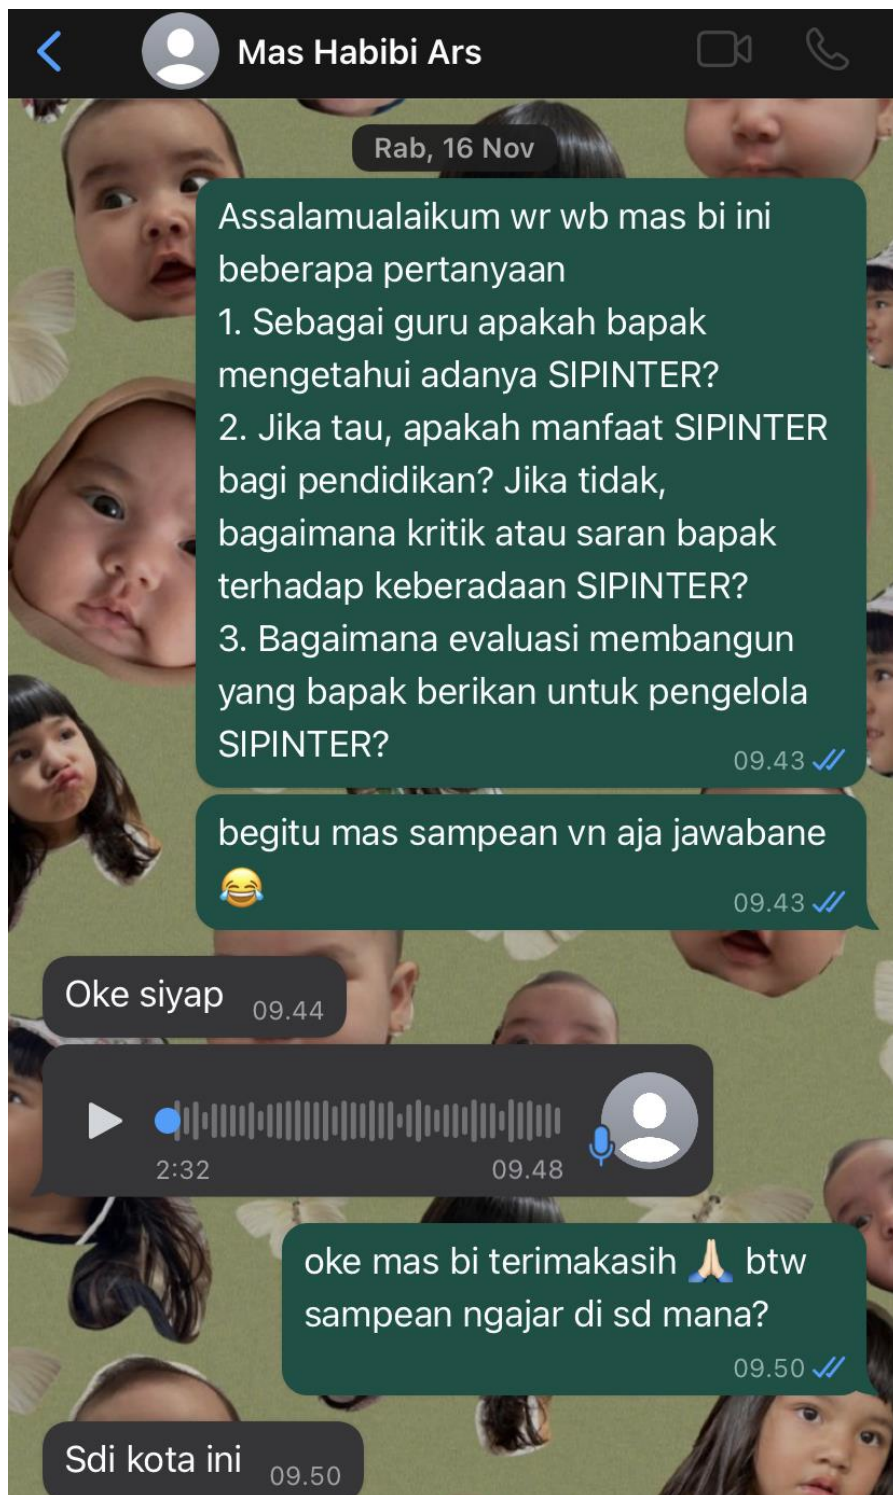 Mas Habibi Ars
Rab, 16 Nov
Assalamualaikum wr wb mas bi ini
beberapa pertanyaan
1. Sebagai guru apakah bapak
mengetahui adanya SIPINTER?
2. Jika tau, apakah manfaat SIPINTER
bagi pendidikan? Jika tidak,
bagaimana kritik atau saran bapak
terhadap keberadaan SIPINTER?
3. Bagaimana evaluasi membangun
yang bapak berikan untuk pengelola
SIPINTER?
09.43
begitu mas sampean vn aja jawabane
😂
09.43
Oke siyap 09.44
2:32 09.48
oke mas bi terimakasih 🙏🏻 btw
sampean ngajar di sd mana?
09.50
Sdi kota ini 09.50